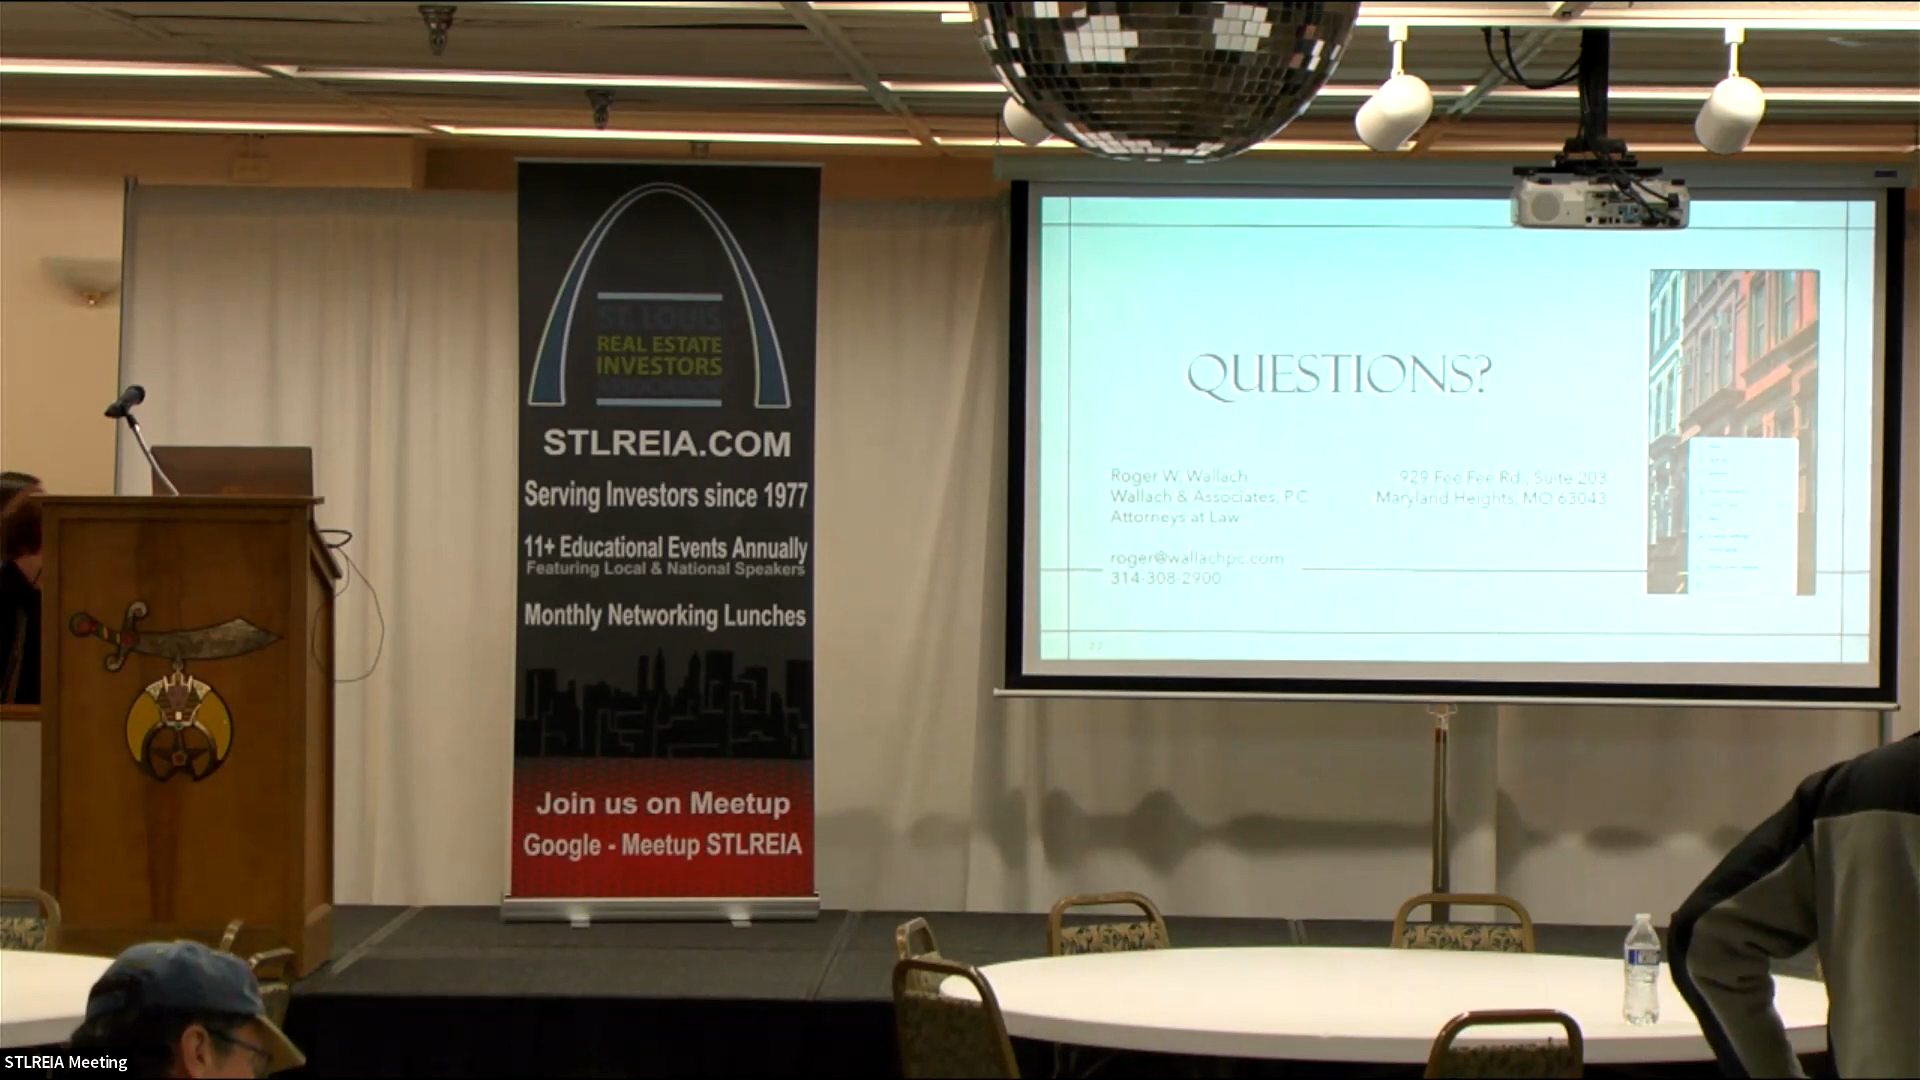 ST. LOUIS
REAL ESTATE
INVESTORS
STLREIA.COM
Serving Investors since 1977
11+ Educational Events Annually
Featuring Local & National Speakers
Monthly Networking Lunches
Join us on Meetup
Google - Meetup STLREIA
QUESTIONS?
Roger W. Wallach
Wallach & Associates, P.C.
Attorneys at Law
roger@wallachpc.com
314-308-2900
929 Fee Fee Rd., Suite 203
Maryland Heights, MO 63043
STLREIA Meeting